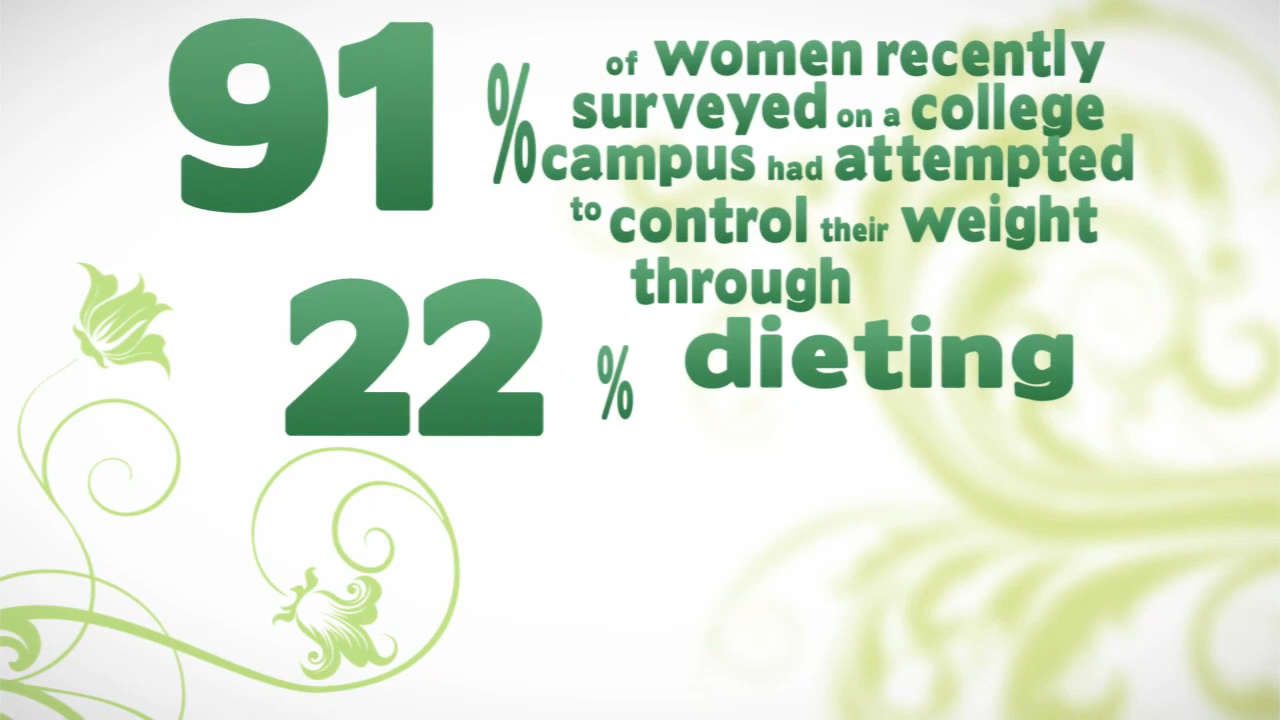 91% of women recently
surveyed on a college
campus had attempted
to control their weight
through
dieting
22%